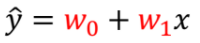 ŷ = w₀ + w₁x